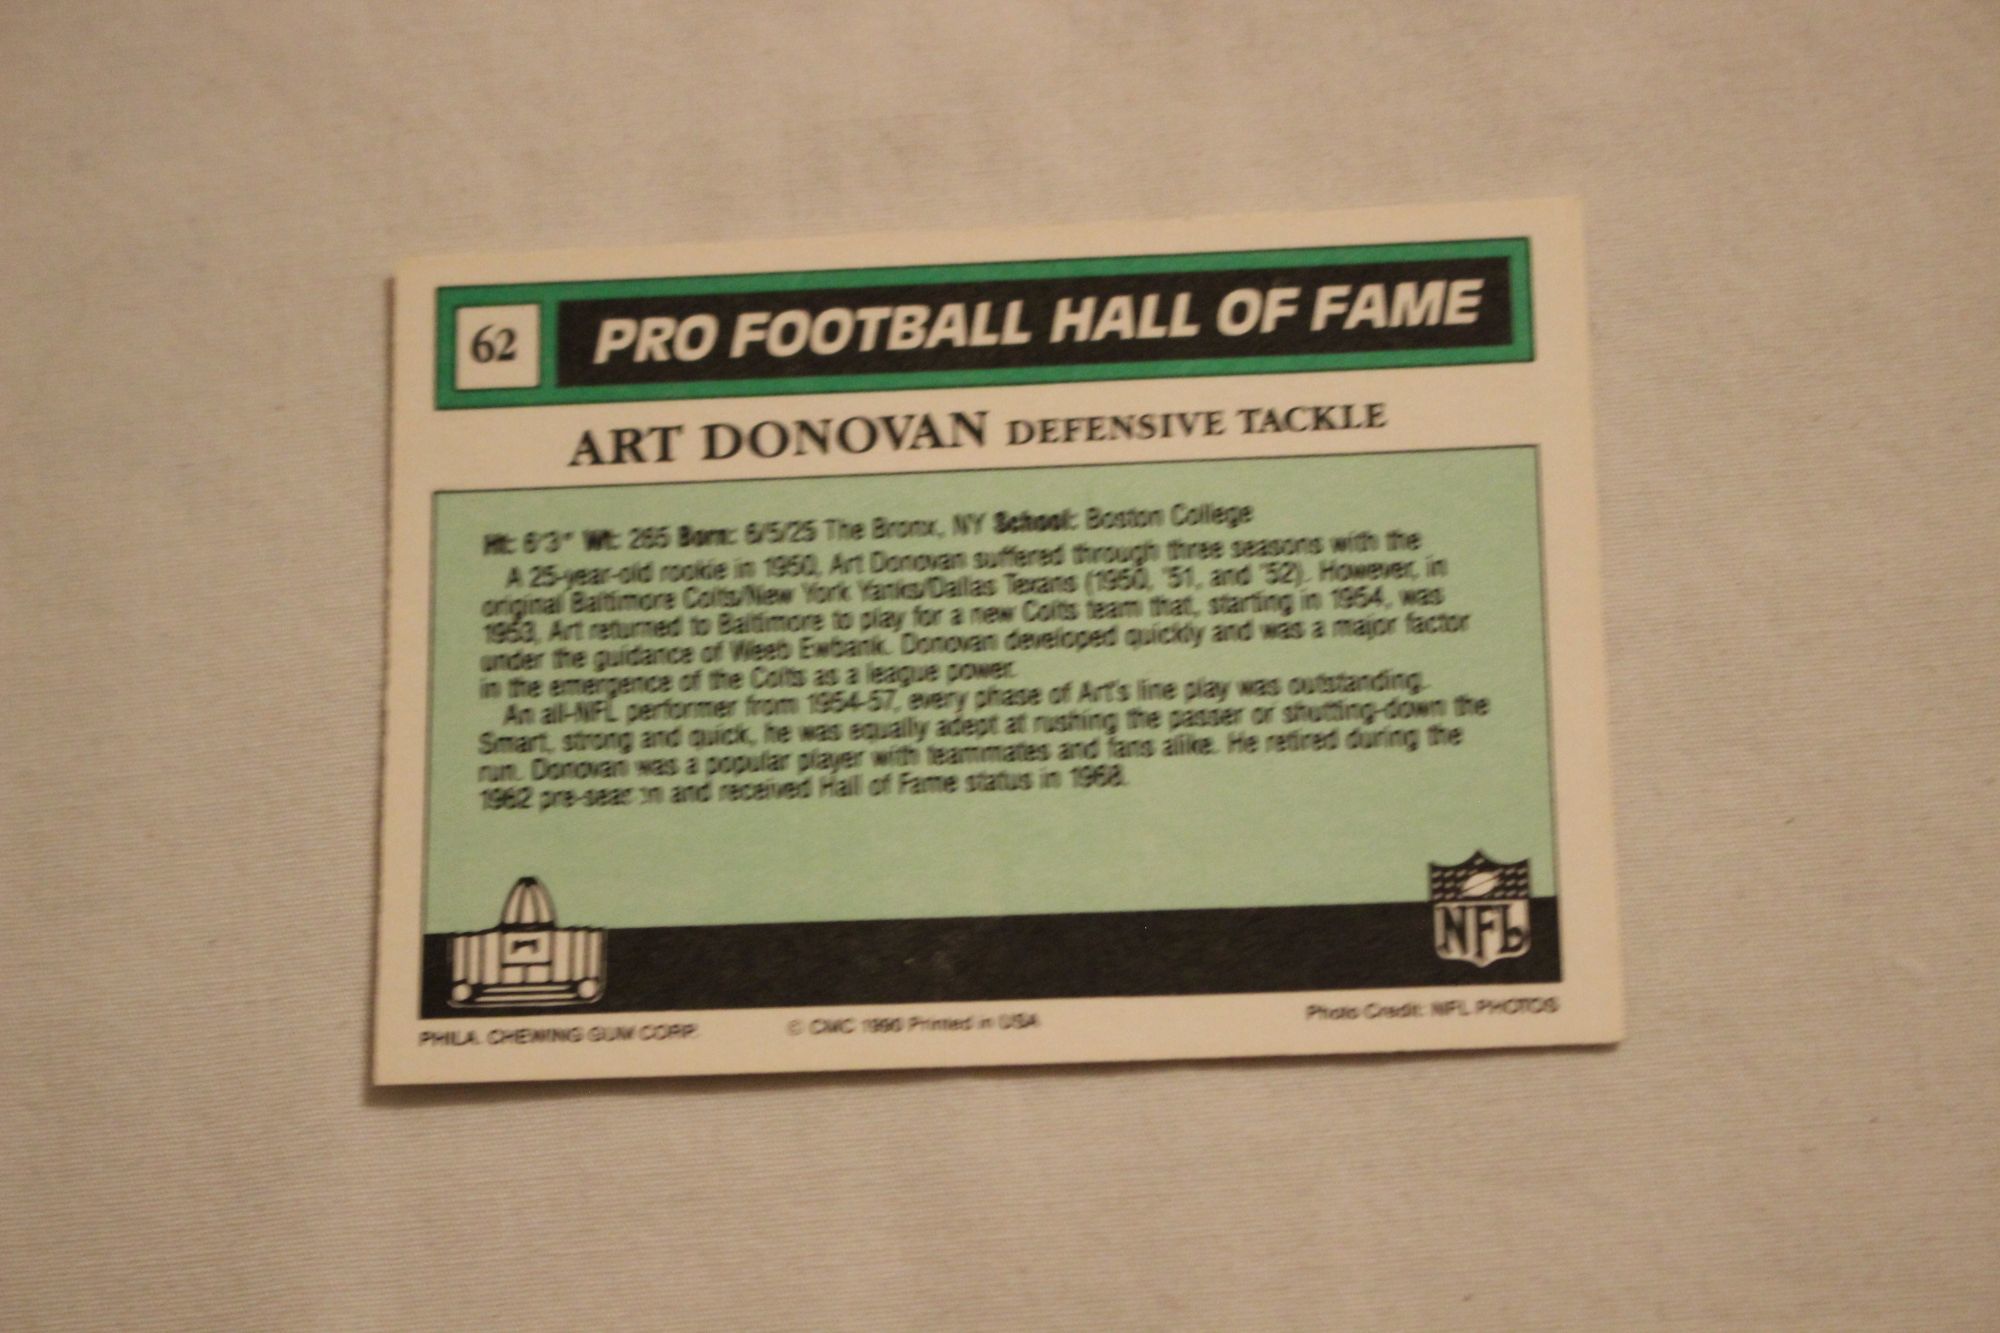 62
PRO FOOTBALL HALL OF FAME
ART DONOVAN DEFENSIVE TACKLE
Ht: 6'3" Wt: 265 Born: 6/5/25 The Bronx, NY School: Boston College
A 25-year-old rookie in 1950, Art Donovan suffered through three seasons with the
original Baltimore Colts/New York Yanks/Dallas Texans (1950, '51, and '52). However, in
1953, Art returned to Baltimore to play for a new Colts team that, starting in 1954, was
under the guidance of Weeb Ewbank. Donovan developed quickly and was a major factor
in the emergence of the Colts as a league power.
An all-NFL performer from 1954-57, every phase of Art's line play was outstanding.
Smart, strong and quick, he was equally adept at rushing the passer or shutting-down the
run. Donovan was a popular player with teammates and fans alike. He retired during the
1962 pre-season and received Hall of Fame status in 1968.
NFL
PHILA. CHEWING GUM CORP.
© CMC 1990 Printed in USA
Photo Credit: NFL PHOTOS